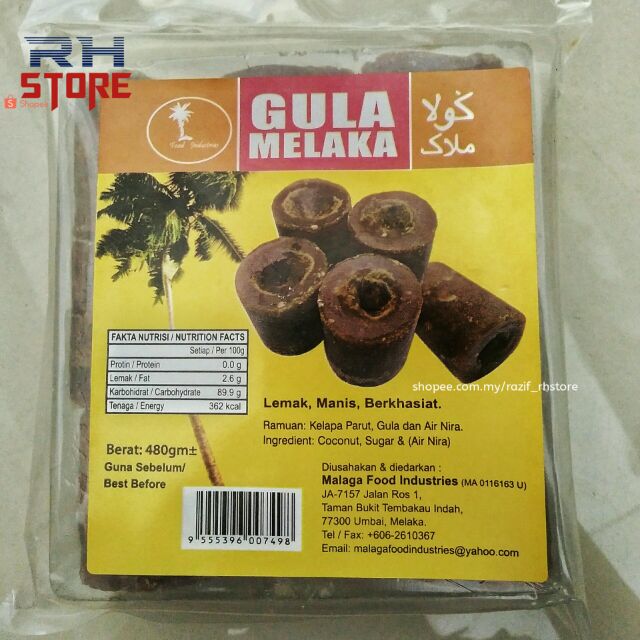 RH
STORE
Shopee
Food Industries
GULA
MELAKA
ڬولا
ملاک
FAKTA NUTRISI / NUTRITION FACTS
Setiap / Per 100g
Protin / Protein 0.0 g
Lemak / Fat 2.6 g
Karbohidrat / Carbohydrate 89.9 g
Tenaga / Energy 362 kcal
shopee.com.my/razif_rhstore
Lemak, Manis, Berkhasiat.
Ramuan: Kelapa Parut, Gula dan Air Nira.
Ingredient: Coconut, Sugar & (Air Nira)
Berat: 480gm±
Guna Sebelum/
Best Before
Diusahakan & diedarkan :
Malaga Food Industries (MA 0116163 U)
JA-7157 Jalan Ros 1,
Taman Bukit Tembakau Indah,
77300 Umbai, Melaka.
Tel / Fax: +606-2610367
Email: malagafoodindustries@yahoo.com
9 555396 007498